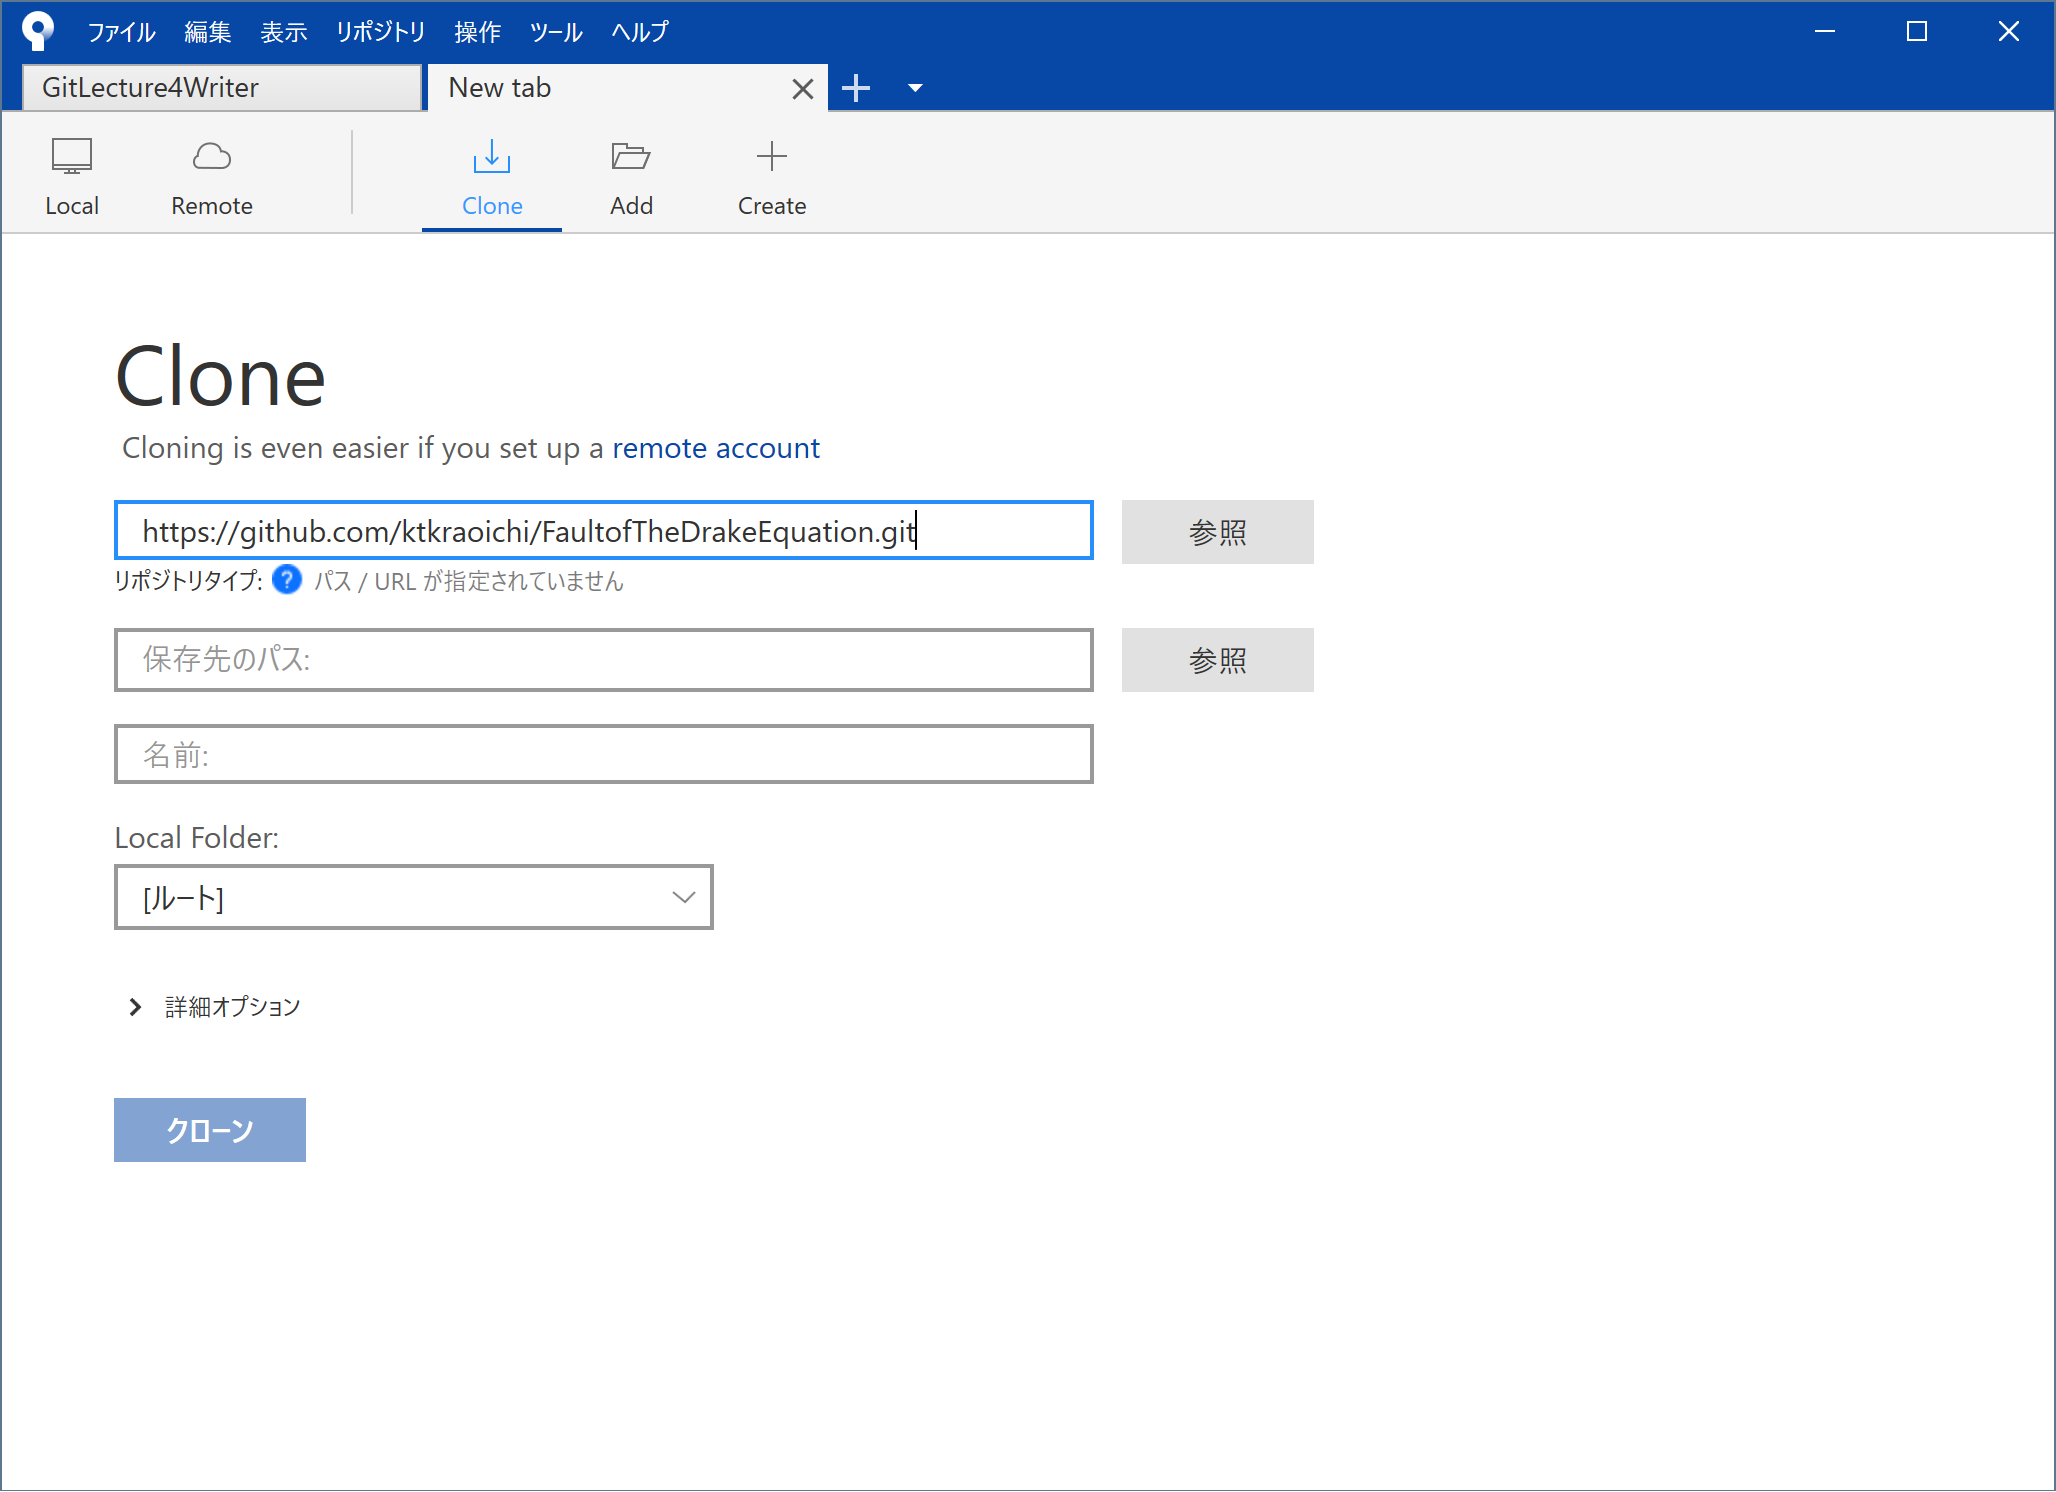 ファイル 編集 表示 リポジトリ 操作 ツール ヘルプ
GitLecture4Writer New tab
Local Remote Clone Add Create
Clone
Cloning is even easier if you set up a remote account
https://github.com/ktkraoichi/FaultofTheDrakeEquation.git 参照
リポジトリタイプ: ? パス / URL が指定されていません
保存先のパス: 参照
名前:
Local Folder:
[ルート]
詳細オプション
クローン